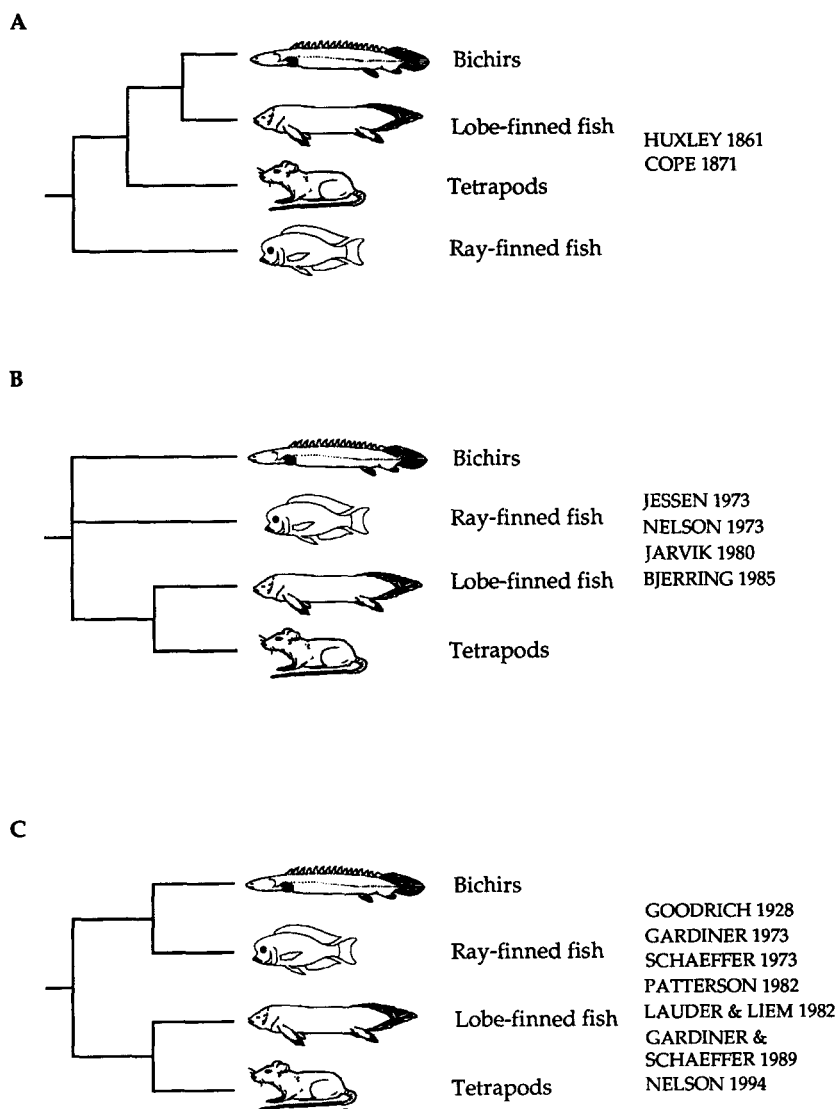 A
Bichirs
Lobe-finned fish
HUXLEY 1861
COPE 1871
Tetrapods
Ray-finned fish
B
Bichirs
Ray-finned fish
JESSEN 1973
NELSON 1973
JARVIK 1980
BJERRING 1985
Lobe-finned fish
Tetrapods
C
Bichirs
Ray-finned fish
GOODRICH 1928
GARDINER 1973
SCHAEFFER 1973
PATTERSON 1982
LAUDER & LIEM 1982
GARDINER &
SCHAEFFER 1989
NELSON 1994
Lobe-finned fish
Tetrapods